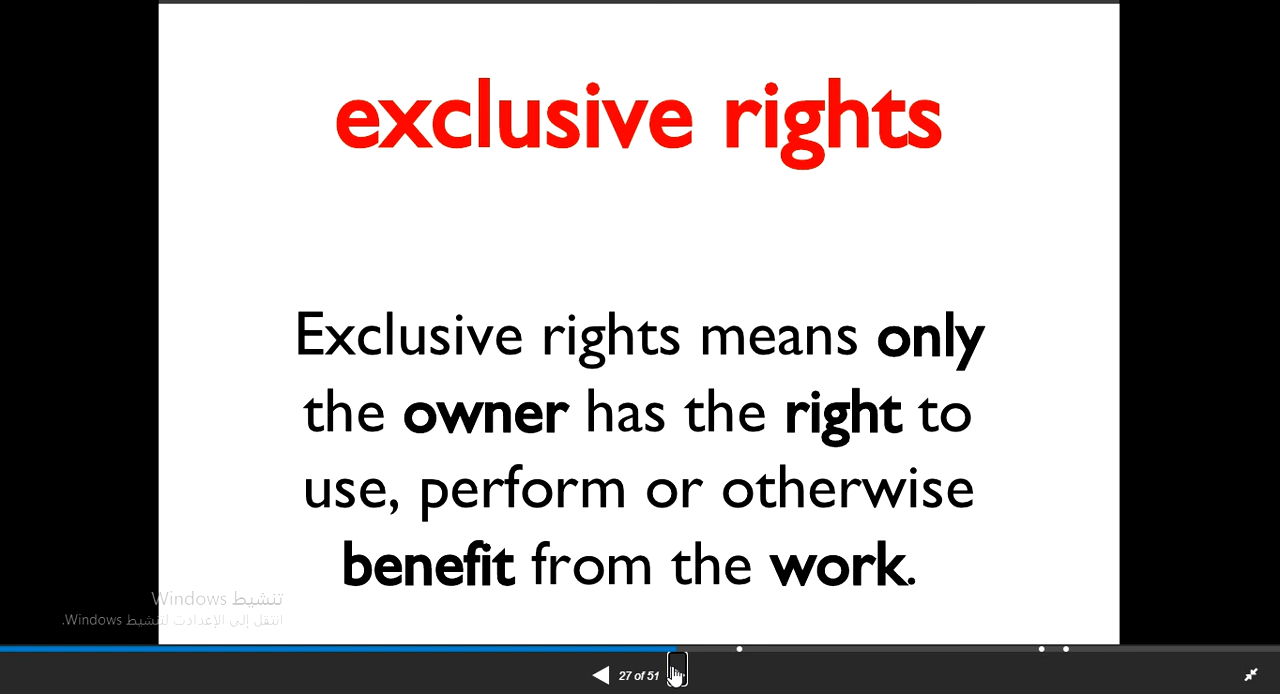 exclusive rights
Exclusive rights means only
the owner has the right to
use, perform or otherwise
benefit from the work.
تنشيط Windows
انتقل إلى الإعدادات لتنشيط Windows.
27 of 51